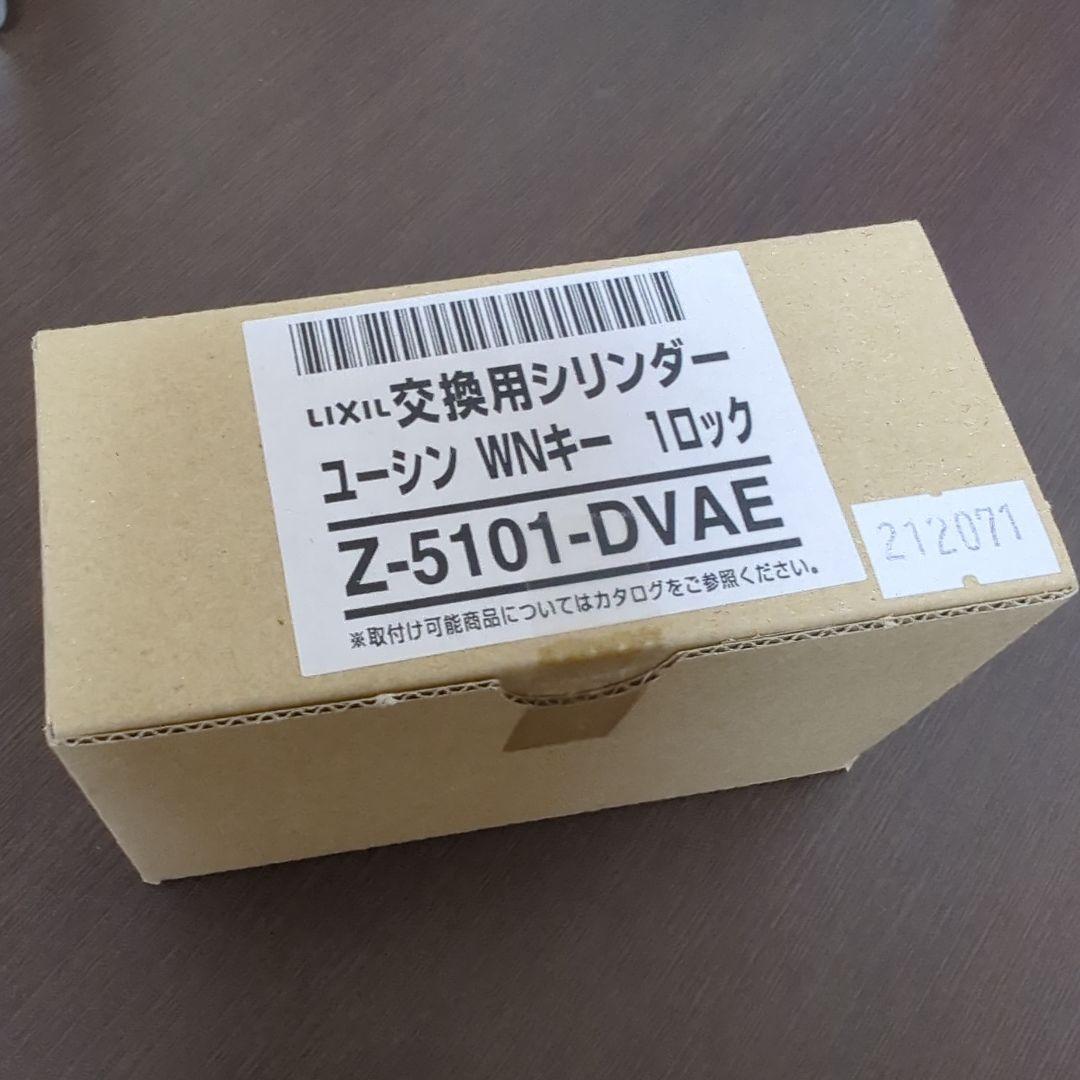 LIXIL交換用シリンダー
ユーシン WNキー 1ロック
Z-5101-DVAE
※取付け可能商品についてはカタログをご参照ください。
212071